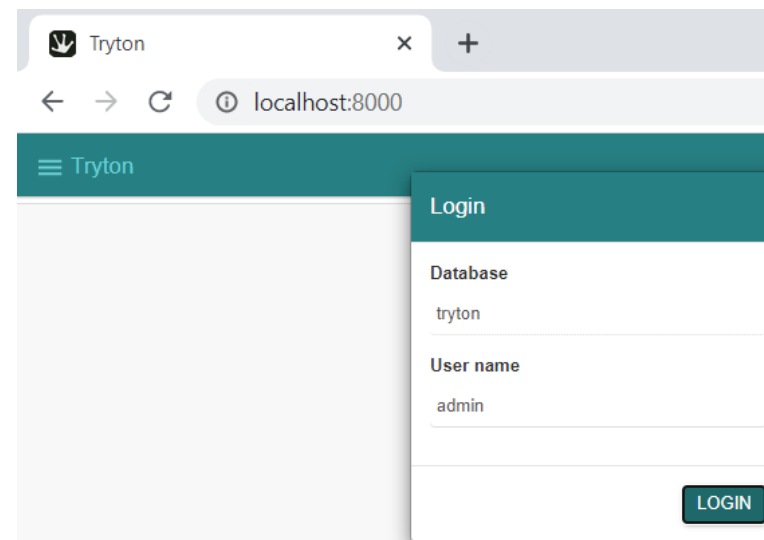 Tryton
localhost:8000
Tryton
Login
Database
tryton
User name
admin
LOGIN